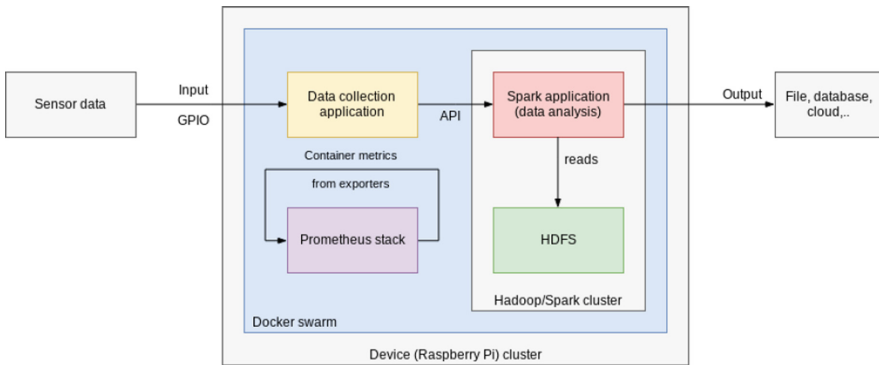 Sensor data
Input
GPIO
Data collection
application
API
Spark application
(data analysis)
Output
File, database,
cloud,..
Container metrics
from exporters
reads
Prometheus stack
HDFS
Hadoop/Spark cluster
Docker swarm
Device (Raspberry Pi) cluster